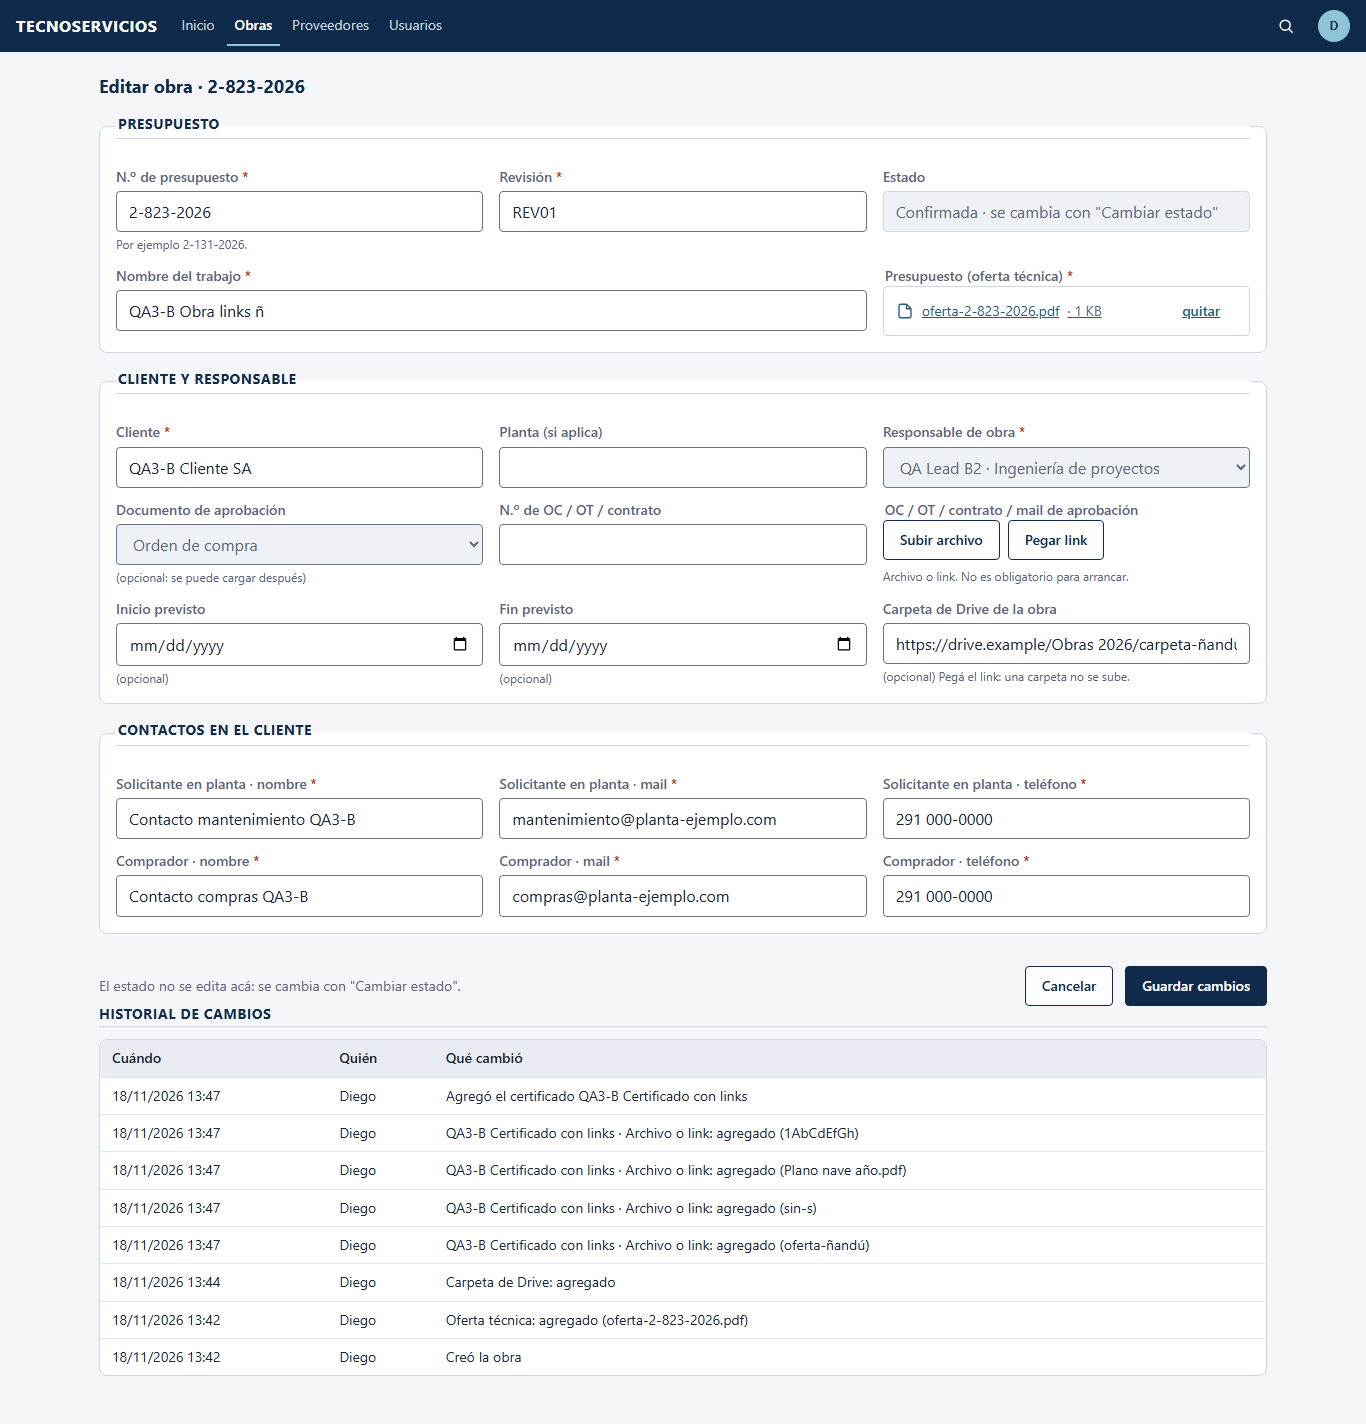 TECNOSERVICIOS Inicio Obras Proveedores Usuarios D
Editar obra · 2-823-2026
PRESUPUESTO
N.º de presupuesto * Revisión * Estado
2-823-2026 REV01 Confirmada · se cambia con "Cambiar estado"
Por ejemplo 2-131-2026.
Nombre del trabajo * Presupuesto (oferta técnica) *
QA3-B Obra links ñ oferta-2-823-2026.pdf · 1 KB quitar
CLIENTE Y RESPONSABLE
Cliente * Planta (si aplica) Responsable de obra *
QA3-B Cliente SA QA Lead B2 · Ingeniería de proyectos
Documento de aprobación N.º de OC / OT / contrato OC / OT / contrato / mail de aprobación
Orden de compra Subir archivo Pegar link
(opcional: se puede cargar después) Archivo o link. No es obligatorio para arrancar.
Inicio previsto Fin previsto Carpeta de Drive de la obra
mm/dd/yyyy mm/dd/yyyy https://drive.example/Obras 2026/carpeta-ñandu
(opcional) (opcional) (opcional) Pegá el link: una carpeta no se sube.
CONTACTOS EN EL CLIENTE
Solicitante en planta · nombre * Solicitante en planta · mail * Solicitante en planta · teléfono *
Contacto mantenimiento QA3-B mantenimiento@planta-ejemplo.com 291 000-0000
Comprador · nombre * Comprador · mail * Comprador · teléfono *
Contacto compras QA3-B compras@planta-ejemplo.com 291 000-0000
El estado no se edita acá: se cambia con "Cambiar estado". Cancelar Guardar cambios
HISTORIAL DE CAMBIOS
Cuándo Quién Qué cambió
18/11/2026 13:47 Diego Agregó el certificado QA3-B Certificado con links
18/11/2026 13:47 Diego QA3-B Certificado con links · Archivo o link: agregado (1AbCdEfGh)
18/11/2026 13:47 Diego QA3-B Certificado con links · Archivo o link: agregado (Plano nave año.pdf)
18/11/2026 13:47 Diego QA3-B Certificado con links · Archivo o link: agregado (sin-s)
18/11/2026 13:47 Diego QA3-B Certificado con links · Archivo o link: agregado (oferta-ñandú)
18/11/2026 13:44 Diego Carpeta de Drive: agregado
18/11/2026 13:42 Diego Oferta técnica: agregado (oferta-2-823-2026.pdf)
18/11/2026 13:42 Diego Creó la obra